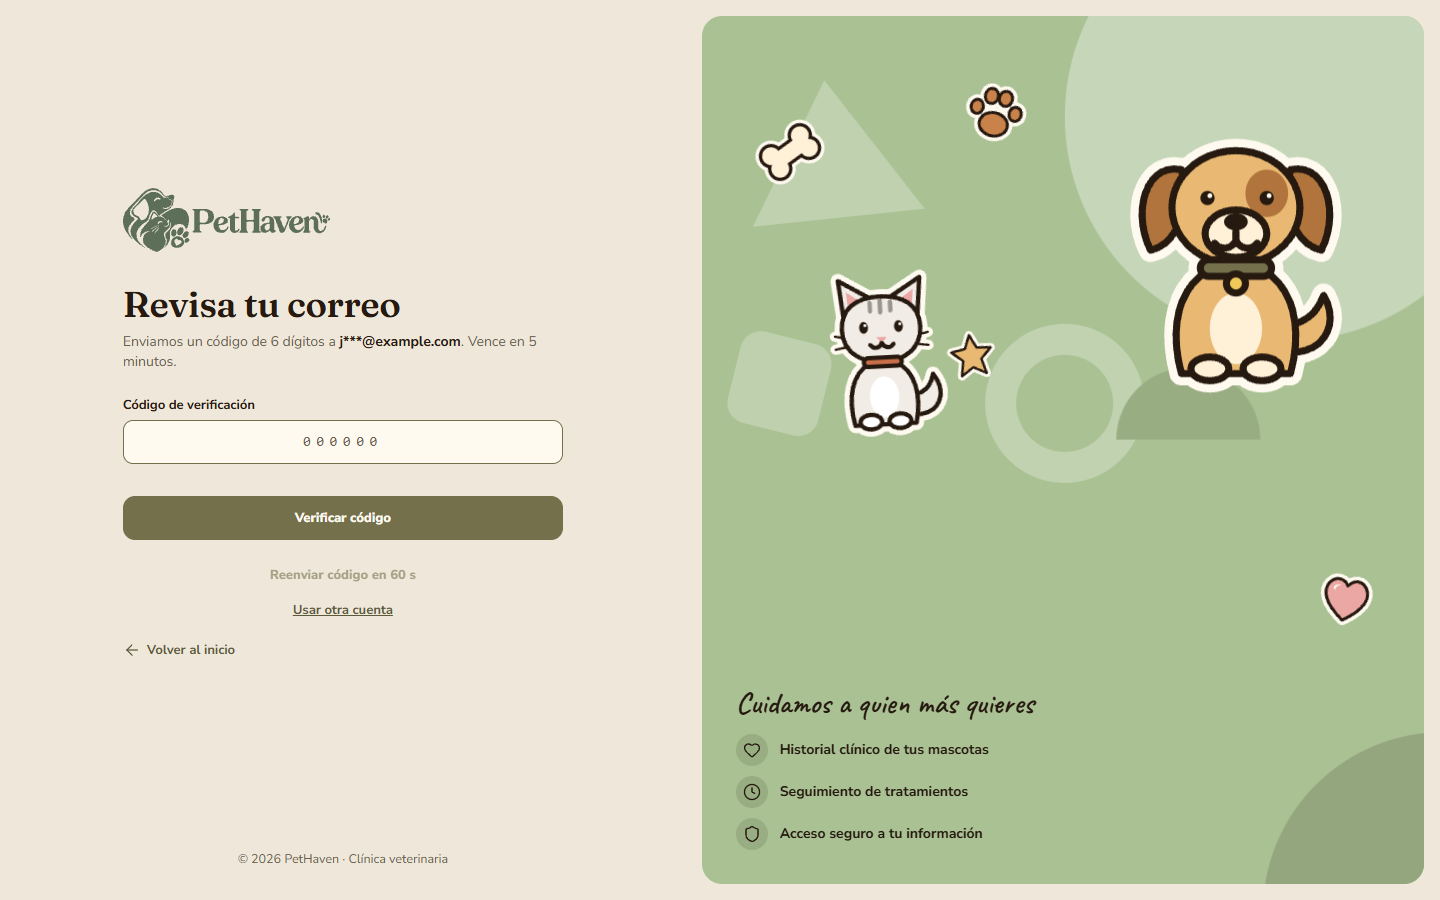 PetHaven
Revisa tu correo
Enviamos un código de 6 dígitos a j***@example.com. Vence en 5
minutos.
Código de verificación
000000
Verificar código
Reenviar código en 60 s
Usar otra cuenta
Volver al inicio
© 2026 PetHaven · Clínica veterinaria
Cuidamos a quien más quieres
Historial clínico de tus mascotas
Seguimiento de tratamientos
Acceso seguro a tu información